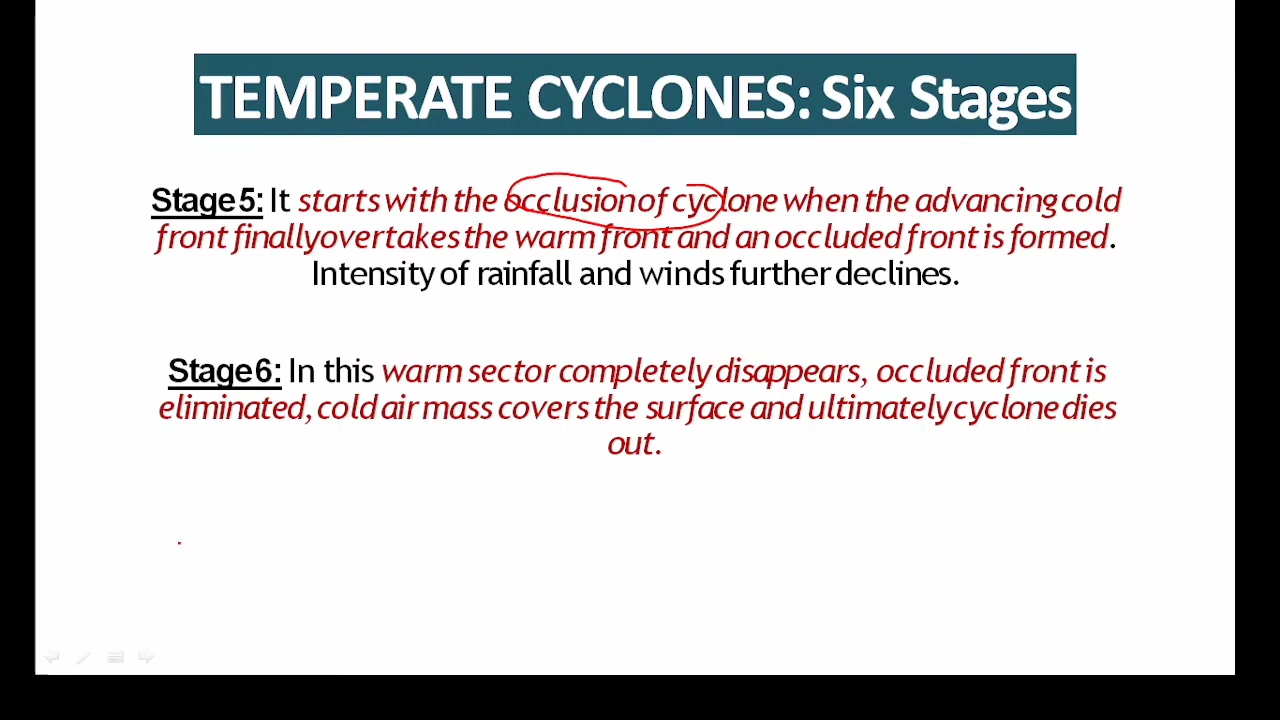 TEMPERATE CYCLONES: Six Stages
Stage 5: It starts with the occlusion of cyclone when the advancing cold
front finally overtakes the warm front and an occluded front is formed.
Intensity of rainfall and winds further declines.
Stage 6: In this warm sector completely disappears, occluded front is
eliminated, cold air mass covers the surface and ultimately cyclone dies
out.